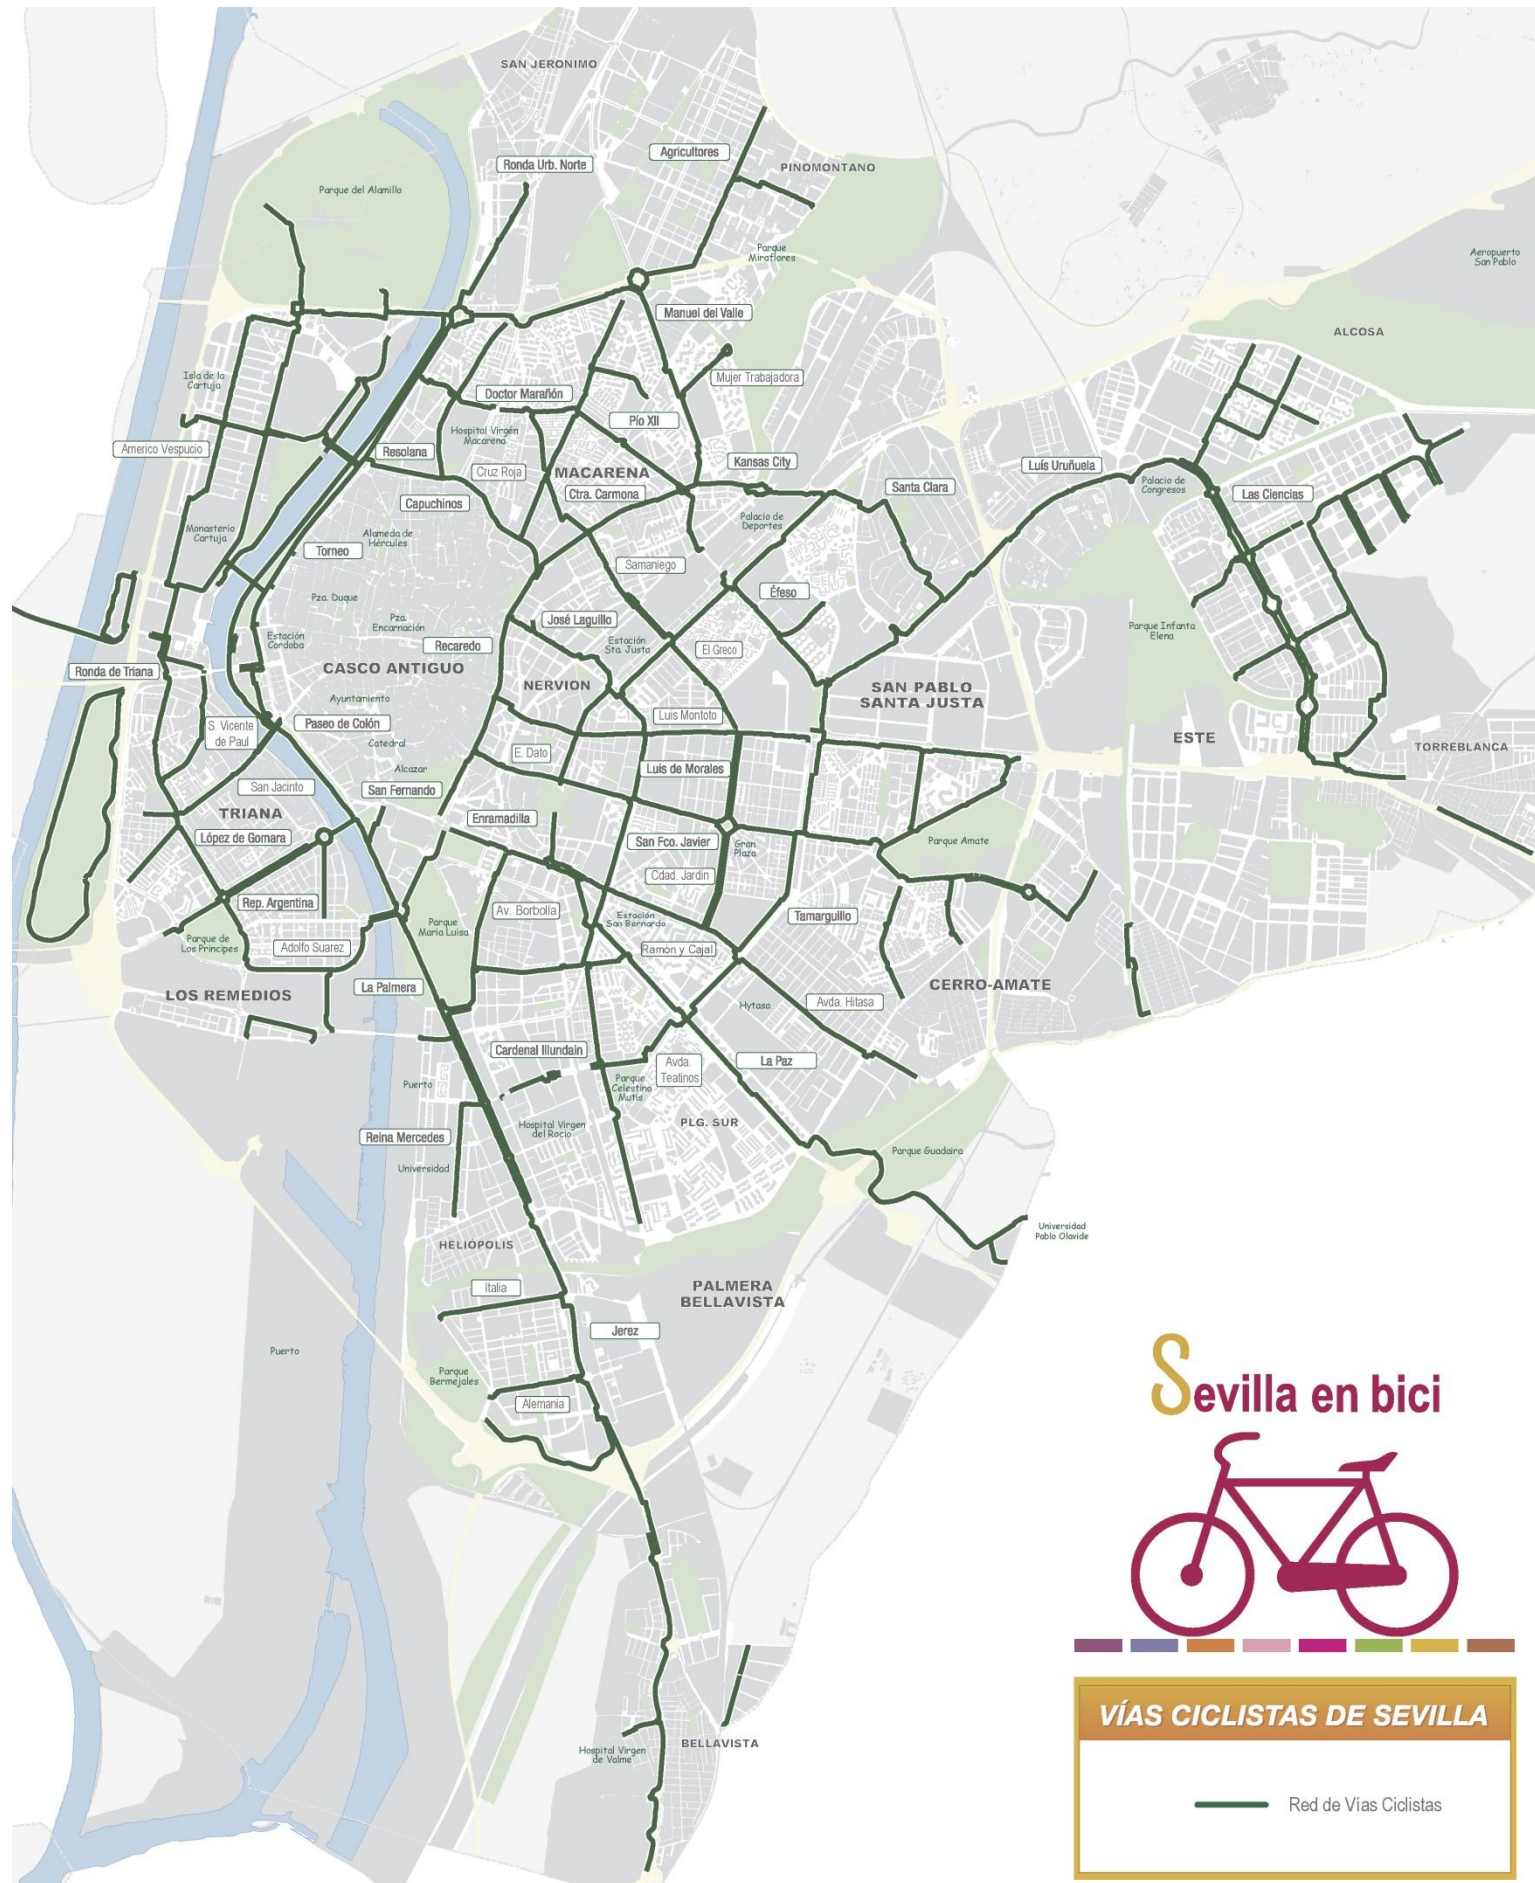 SAN JERONIMO
Ronda Urb. Norte
Agricultores
PINOMONTANO
Parque del Alamillo
Parque
Miraflores
Aeropuerto
San Pablo
Manuel del Valle
ALCOSA
Isla de la
Cartuja
Mujer Trabajadora
Doctor Marañón
Pío XII
Hospital Virgén
Macarena
Americo Vespucio
Resolana
Cruz Roja
MACARENA
Kansas City
Luís Uruñuela
Palacio de
Congresos
Santa Clara
Las Ciencias
Ctra. Carmona
Capuchinos
Palacio de
Deportes
Monasterio
Cartuja
Alameda de
Hércules
Torneo
Samaniego
Éfeso
Pza. Duque
Pza.
Encarnación
José Laguillo
Estación
Sta. Justa
Parque Infanta
Elena
Estación
Cordoba
Recaredo
El Greco
Ronda de Triana
CASCO ANTIGUO
NERVION
SAN PABLO
SANTA JUSTA
Ayuntamiento
Luis Montoto
S. Vicente
de Paul
Paseo de Colón
Catedral
E. Dato
ESTE
TORREBLANCA
Alcazar
Luis de Morales
San Jacinto
San Fernando
TRIANA
Enramadilla
López de Gomara
San Fco. Javier
Gran
Plaza
Parque Amate
Cdad. Jardin
Rep. Argentina
Av. Borbolla
Estación
San Bernardo
Tamarguillo
Parque
Maria Luisa
Parque de
Los Principes
Adolfo Suarez
Ramón y Cajal
La Palmera
CERRO-AMATE
LOS REMEDIOS
Hytasa
Avda. Hitasa
Cardenal Illundain
Avda.
Teatinos
La Paz
Puerto
Parque
Celestino
Mutis
Hospital Virgen
del Rocio
PLG. SUR
Reina Mercedes
Parque Guadaira
Universidad
Universidad
Pablo Olavide
HELIOPOLIS
Italia
PALMERA
BELLAVISTA
Jerez
Puerto
Parque
Bermejales
Alemania
Sevilla en bici
VÍAS CICLISTAS DE SEVILLA
Hospital Virgen
de Valme
BELLAVISTA
Red de Vías Ciclistas